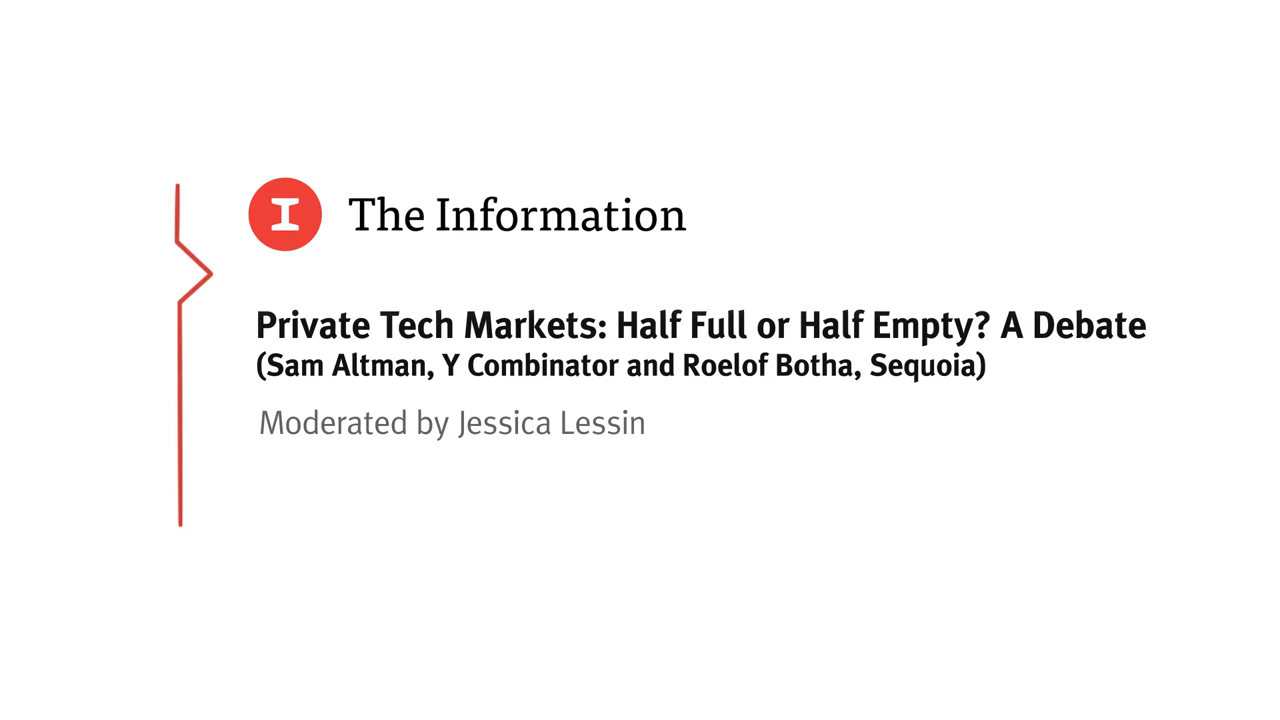 I The Information
Private Tech Markets: Half Full or Half Empty? A Debate
(Sam Altman, Y Combinator and Roelof Botha, Sequoia)
Moderated by Jessica Lessin